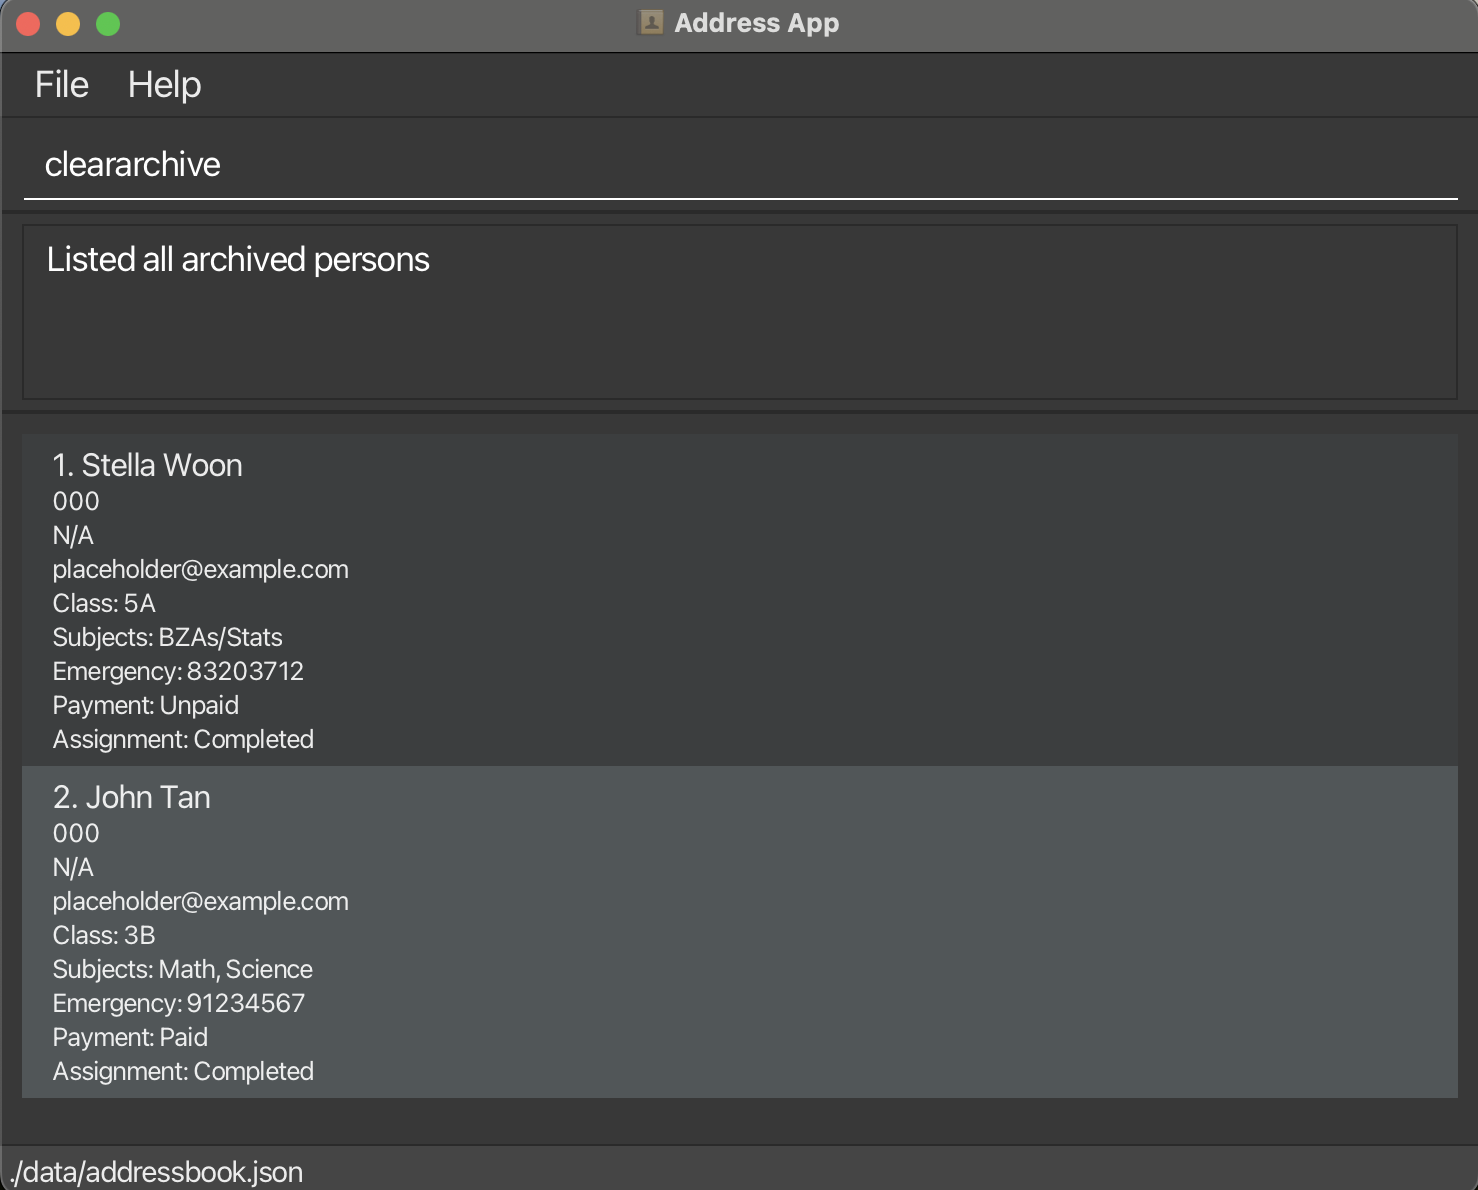 Address App
File Help
cleararchive
Listed all archived persons
1. Stella Woon
000
N/A
placeholder@example.com
Class: 5A
Subjects: BZAs/Stats
Emergency: 83203712
Payment: Unpaid
Assignment: Completed
2. John Tan
000
N/A
placeholder@example.com
Class: 3B
Subjects: Math, Science
Emergency: 91234567
Payment: Paid
Assignment: Completed
./data/addressbook.json